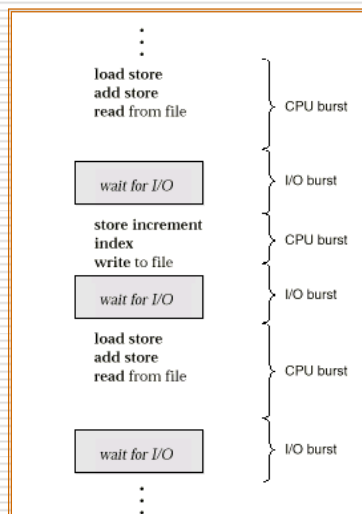 load store
add store
read from file
CPU burst
wait for I/O
I/O burst
store increment
index
write to file
CPU burst
wait for I/O
I/O burst
load store
add store
read from file
CPU burst
wait for I/O
I/O burst